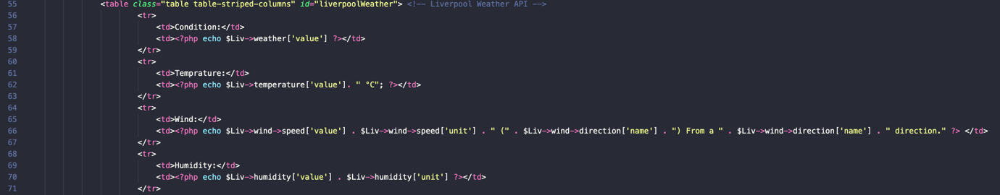 55 <table class="table table-striped-columns" id="liverpoolWeather"> <!-- Liverpool Weather API -->
56 <tr>
57 <td>Condition:</td>
58 <td><?php echo $Liv->weather['value'] ?></td>
59 </tr>
60 <tr>
61 <td>Temprature:</td>
62 <td><?php echo $Liv->temperature['value']. " °C"; ?></td>
63 </tr>
64 <tr>
65 <td>Wind:</td>
66 <td><?php echo $Liv->wind->speed['value'] . $Liv->wind->speed['unit'] . " (" . $Liv->wind->direction['name'] . ") From a " . $Liv->wind->direction['name'] . " direction." ?> </td>
67 </tr>
68 <tr>
69 <td>Humidity:</td>
70 <td><?php echo $Liv->humidity['value'] . $Liv->humidity['unit'] ?></td>
71 </tr>